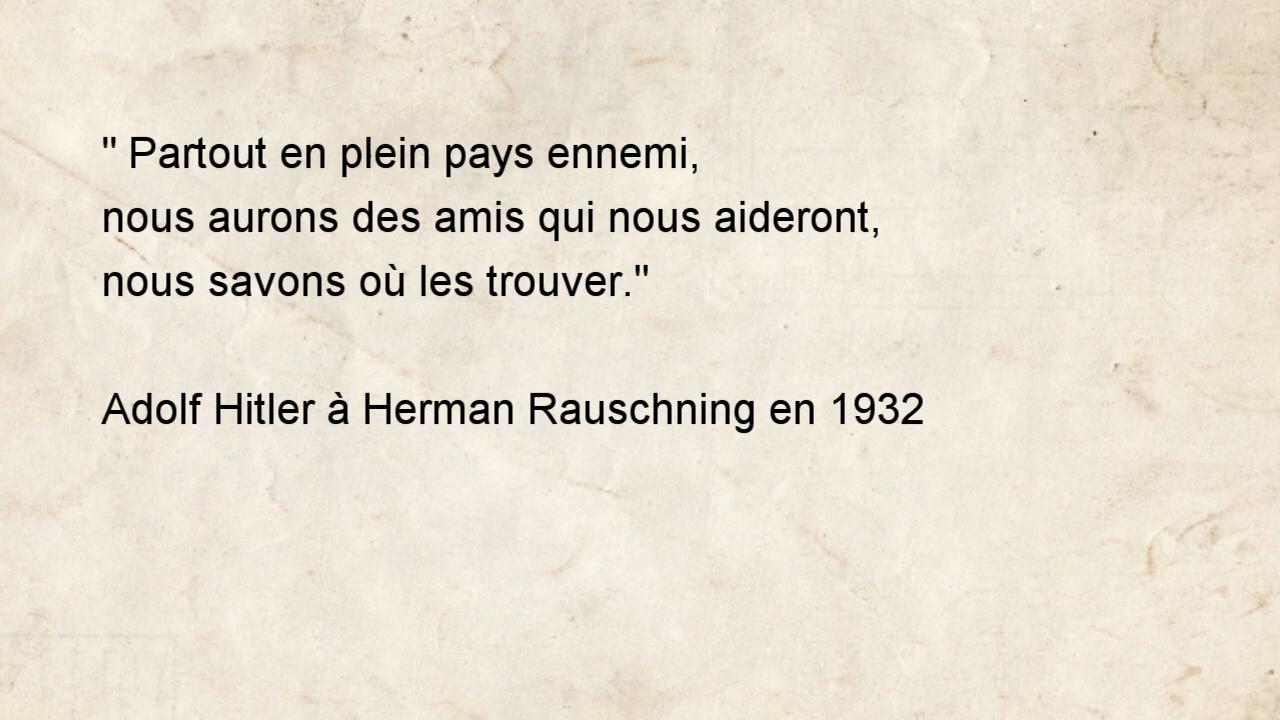 " Partout en plein pays ennemi,
nous aurons des amis qui nous aideront,
nous savons où les trouver."
Adolf Hitler à Herman Rauschning en 1932